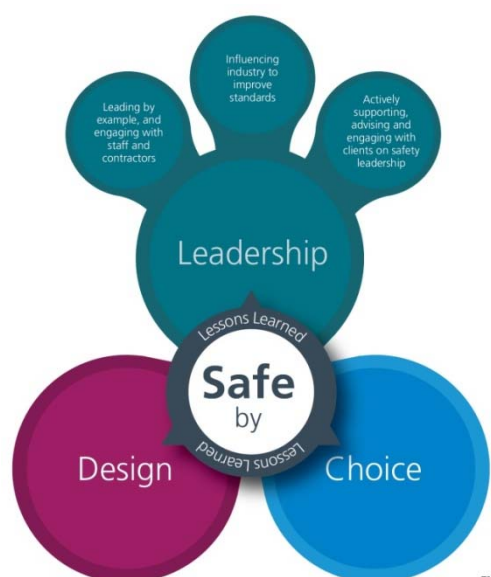 Influencing
industry to
improve
standards
Leading by
example, and
engaging with
staff and
contractors
Actively
supporting,
advising and
engaging with
clients on safety
leadership
Leadership
Lessons Learned
Safe
by
Lessons Learned
Design
Choice